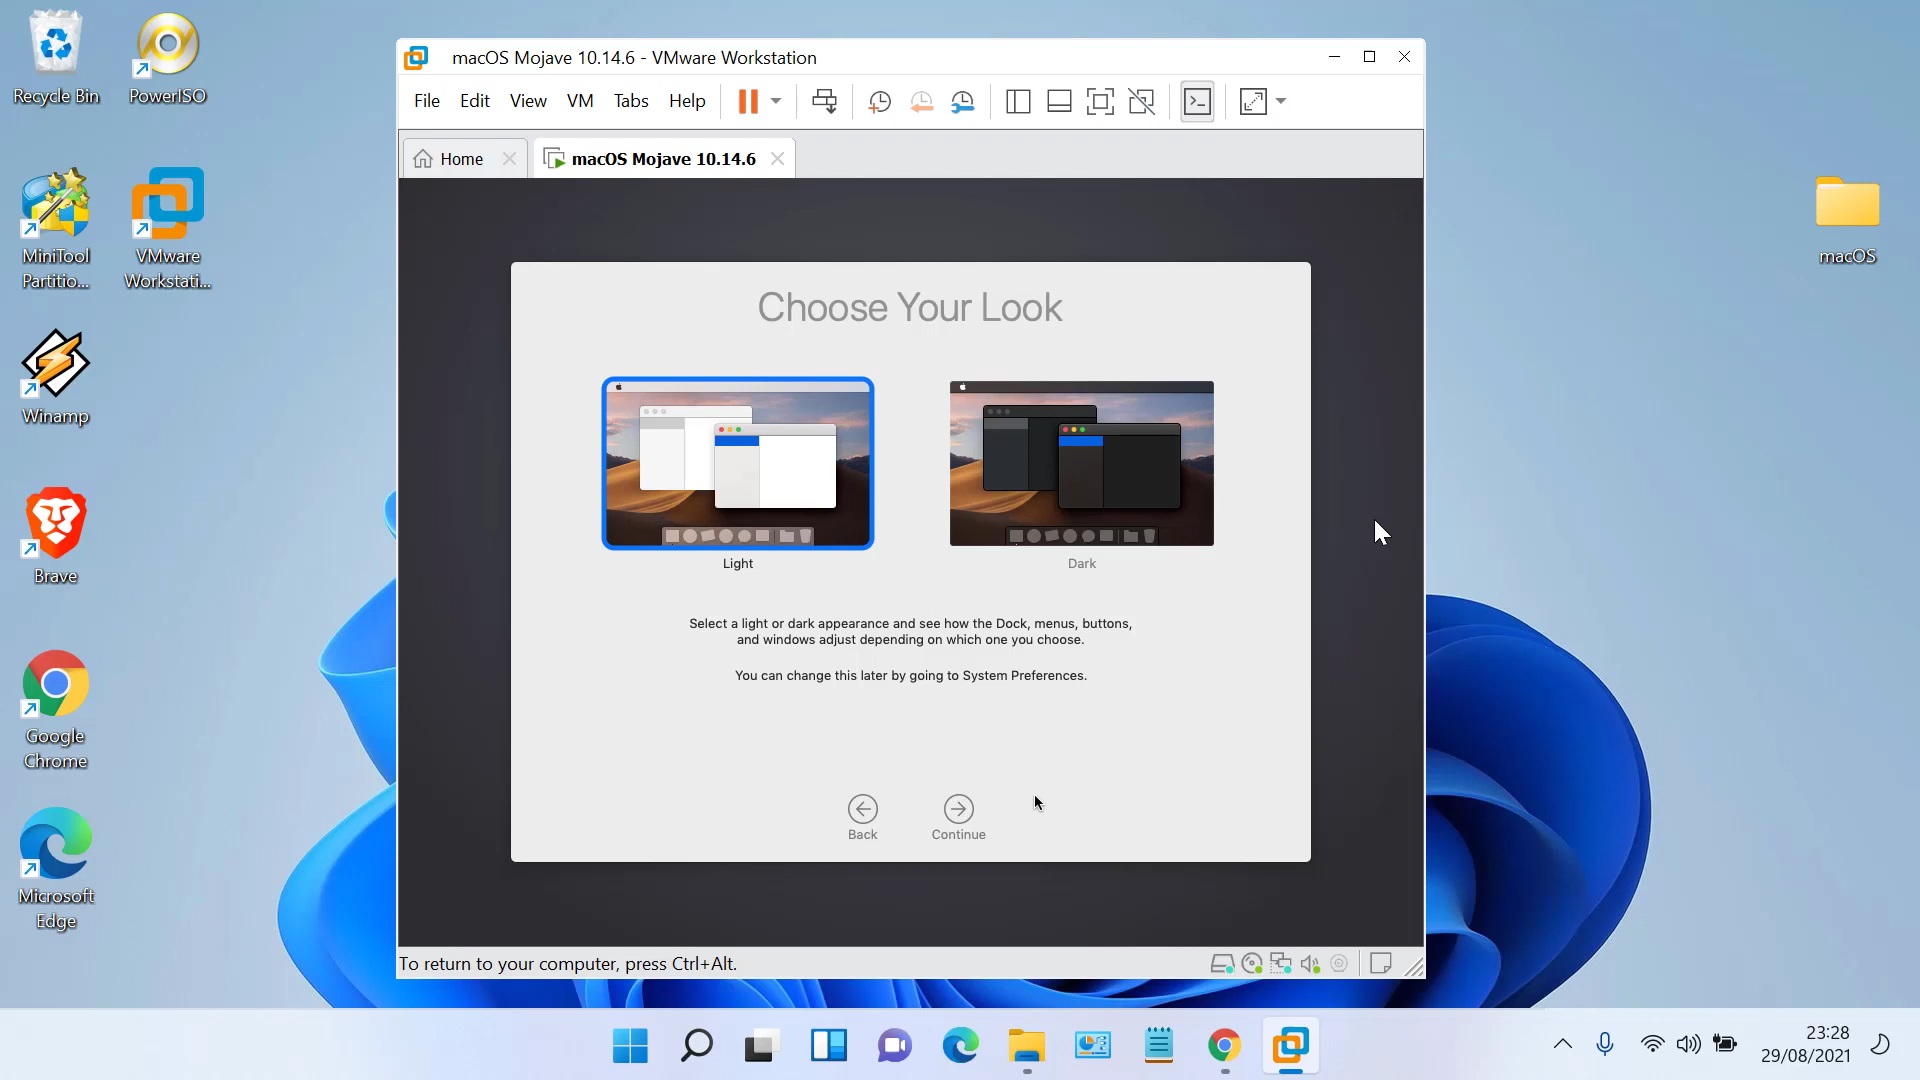 Recycle Bin
PowerISO
MiniTool
Partitio...
VMware
Workstati...
Winamp
Brave
Google
Chrome
Microsoft
Edge
macOS
macOS Mojave 10.14.6 - VMware Workstation
File Edit View VM Tabs Help
Home
macOS Mojave 10.14.6
Choose Your Look
Light
Dark
Select a light or dark appearance and see how the Dock, menus, buttons,
and windows adjust depending on which one you choose.
You can change this later by going to System Preferences.
Back
Continue
To return to your computer, press Ctrl+Alt.
23:28
29/08/2021